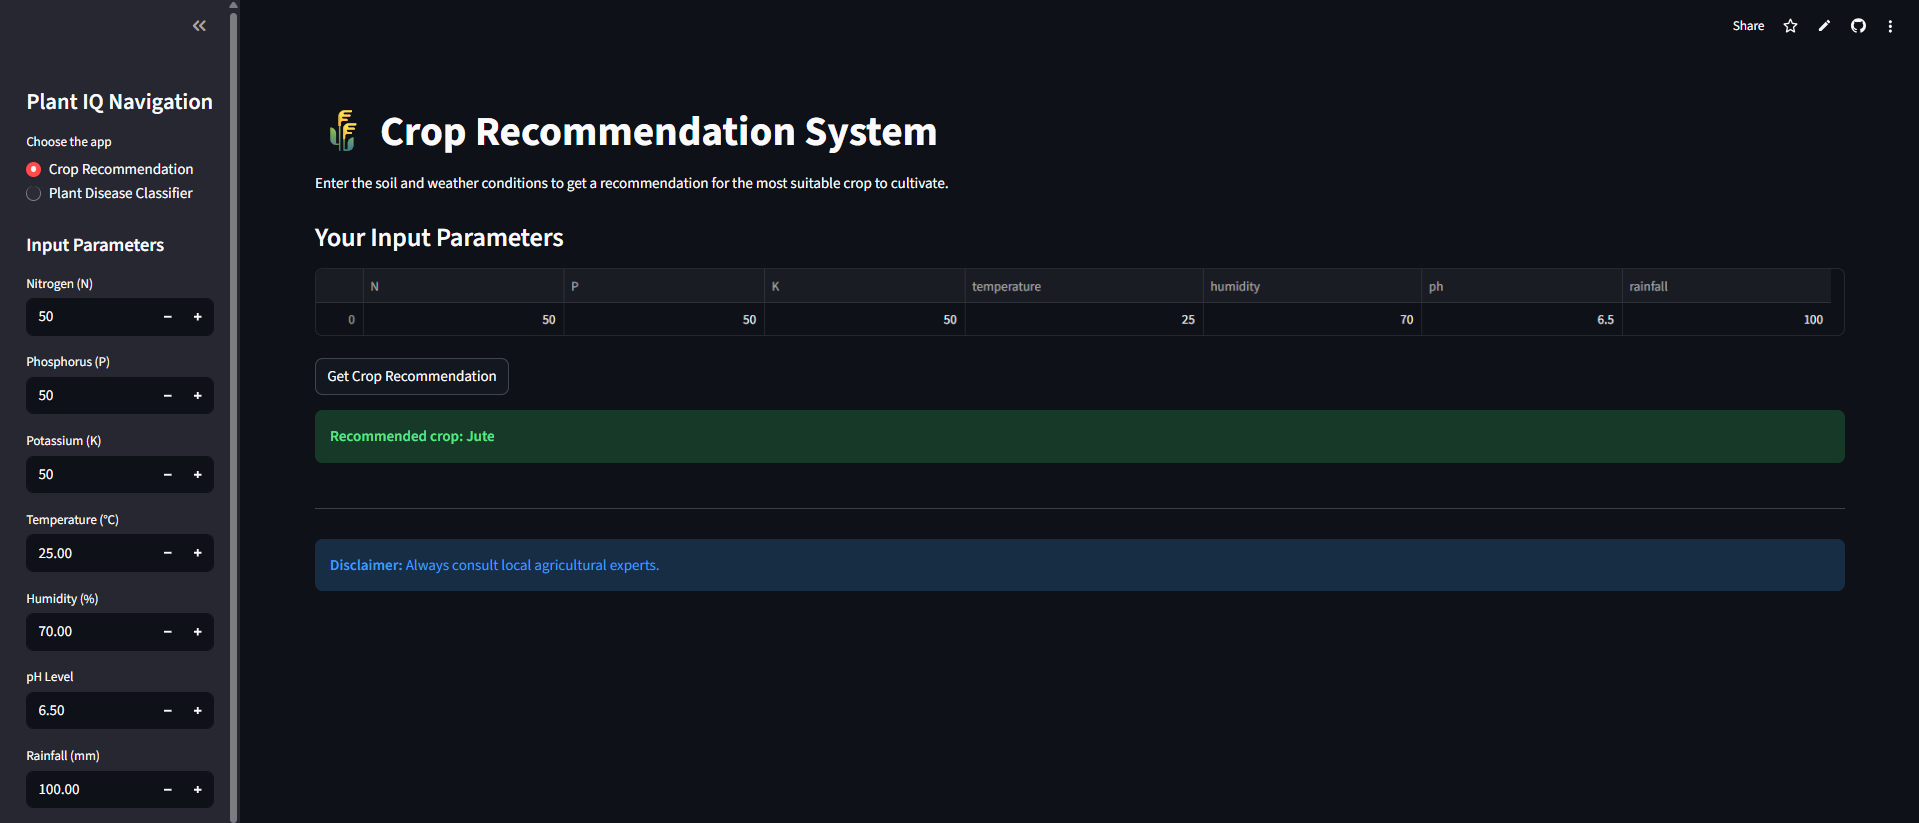 Share
Plant IQ Navigation
Choose the app
Crop Recommendation
Plant Disease Classifier
Input Parameters
Nitrogen (N)
50
Phosphorus (P)
50
Potassium (K)
50
Temperature (°C)
25.00
Humidity (%)
70.00
pH Level
6.50
Rainfall (mm)
100.00
Crop Recommendation System
Enter the soil and weather conditions to get a recommendation for the most suitable crop to cultivate.
Your Input Parameters
N P K temperature humidity ph rainfall
0 50 50 50 25 70 6.5 100
Get Crop Recommendation
Recommended crop: Jute
Disclaimer: Always consult local agricultural experts.